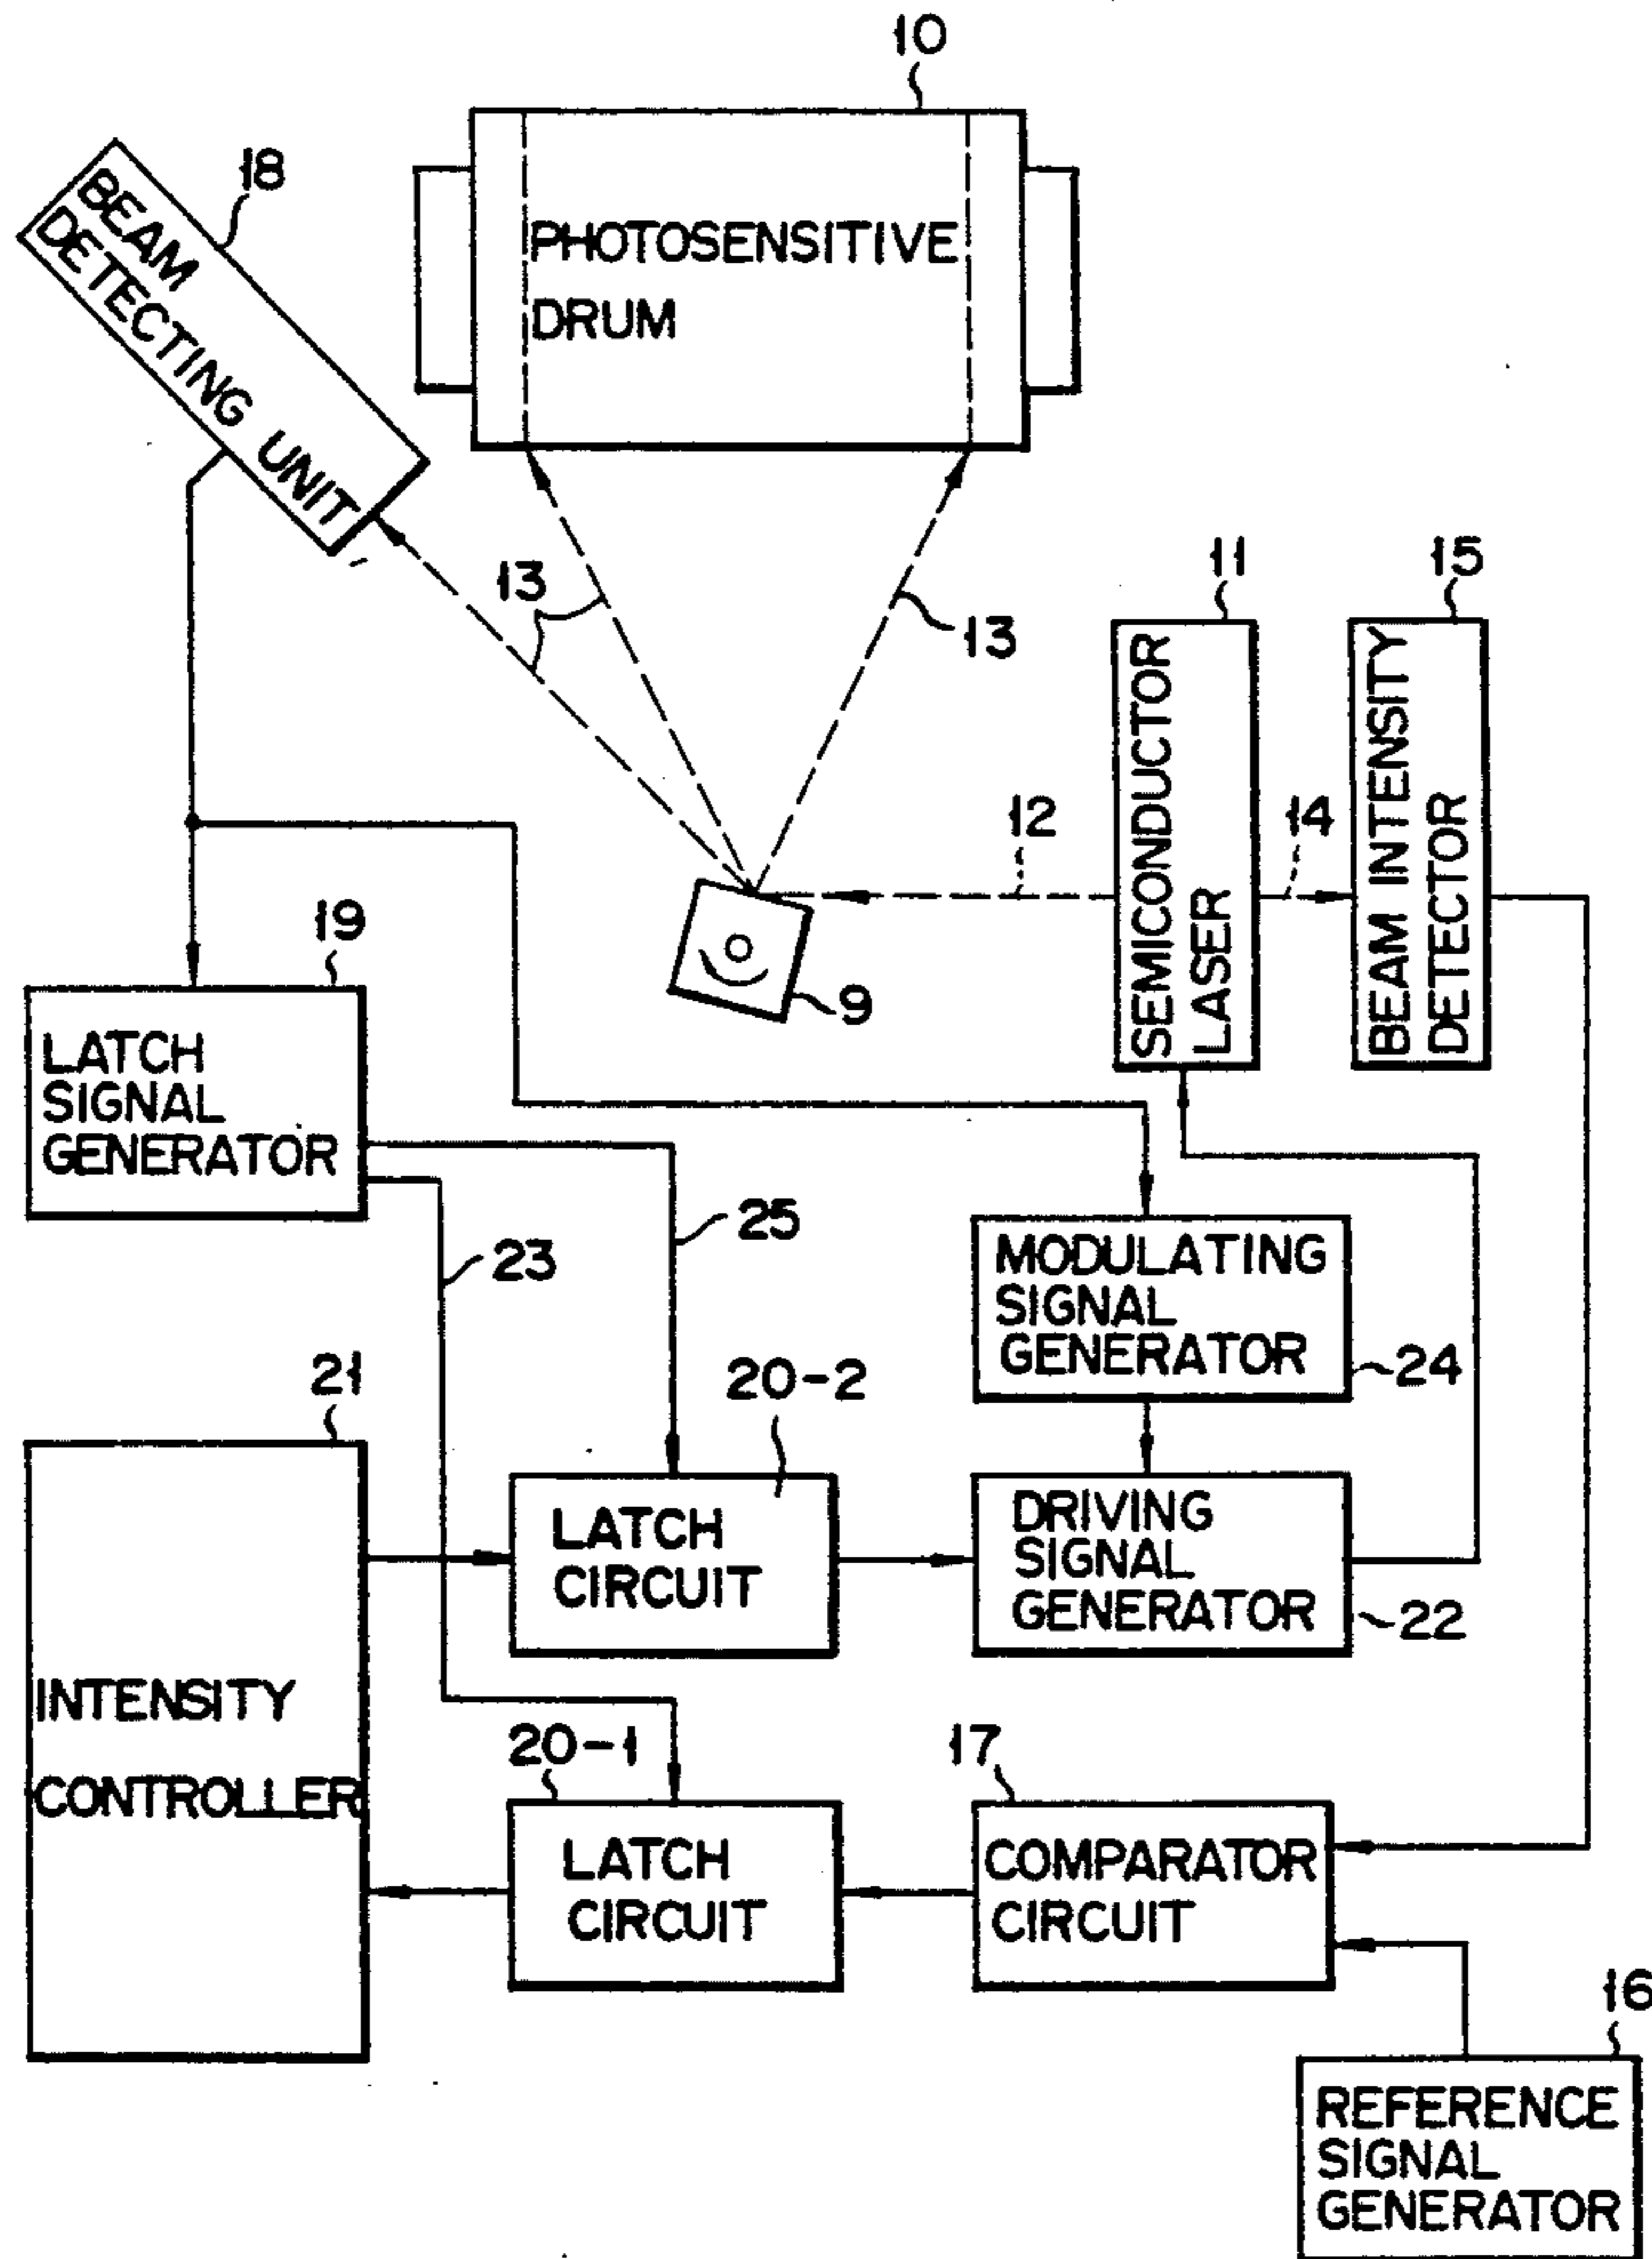 10
18
BEAM
DETECTING UNIT
PHOTOSENSITIVE
DRUM
13
13
11
15
SEMICONDUCTOR
LASER
BEAM INTENSITY
DETECTOR
12
14
19
9
LATCH
SIGNAL
GENERATOR
25
23
MODULATING
SIGNAL
GENERATOR
24
21
20-2
LATCH
CIRCUIT
DRIVING
SIGNAL
GENERATOR
22
INTENSITY
CONTROLLER
20-1
17
LATCH
CIRCUIT
COMPARATOR
CIRCUIT
16
REFERENCE
SIGNAL
GENERATOR